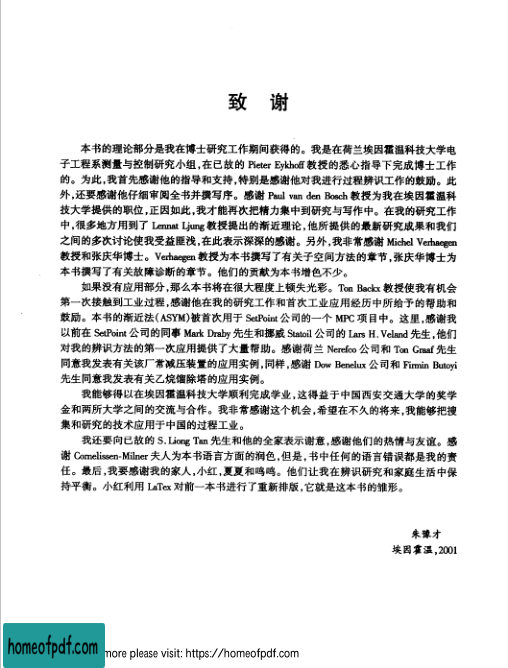 致 谢
本书的理论部分是我在博士研究工作期间获得的。我是在荷兰埃因霍温科技大学电
子工程系测量与控制研究小组,在已故的 Pieter Eykhoff 教授的悉心指导下完成博士工作
的。为此,我首先感谢他的指导和支持,特别是感谢他对我进行过程辨识工作的鼓励。此
外,还要感谢他仔细审阅全书并撰写序。感谢 Paul van den Bosch 教授为我在埃因霍温科
技大学提供的职位,正因如此,我才能再次把精力集中到研究与写作中。在我的研究工作
中,很多地方用到了 Lennat Ljung 教授提出的渐近理论,他所提供的最新研究成果和我们
之间的多次讨论使我受益匪浅,在此表示深深的感谢。另外,我非常感谢 Michel Verhaegen
教授和张庆华博士。Verhaegen 教授为本书撰写了有关子空间方法的章节,张庆华博士为
本书撰写了有关故障诊断的章节。他们的贡献为本书增色不少。
如果没有应用部分,那么本书将在很大程度上顿失光彩。Ton Backx 教授使我有机会
第一次接触到工业过程,感谢他在我的研究工作和首次工业应用经历中所给予的帮助和
鼓励。本书的渐近法(ASYM)被首次用于 SetPoint 公司的一个 MPC 项目中。这里,感谢我
以前在 SetPoint 公司的同事 Mark Draby 先生和挪威 Statoil 公司的 Lars H. Veland 先生,他们
对我的辨识方法的第一次应用提供了大量帮助。感谢荷兰 Nerefco 公司和 Ton Graaf 先生
同意我发表有关该厂常减压装置的应用实例,同样,感谢 Dow Benelux 公司和 Firmin Butoyi
先生同意我发表有关乙烷馏除塔的应用实例。
我能够得以在埃因霍温科技大学顺利完成学业,这得益于中国西安交通大学的奖学
金和两所大学之间的交流与合作。我非常感谢这个机会,希望在不久的将来,我能够把搜
集和研究的技术应用于中国的过程工业。
我还要向已故的 S. Liong Tan 先生和他的全家表示谢意,感谢他们的热情与友谊。感
谢 Cornelissen-Milner 夫人为本书语言方面的润色,但是,书中任何的语言错误都是我的责
任。最后,我要感谢我的家人,小红,夏夏和鸣鸣。他们让我在辨识研究和家庭生活中保
持平衡。小红利用 LaTex 对前一本书进行了重新排版,它就是这本书的雏形。
朱豫才
埃因霍温,2001
homeofpdf.com
more please visit: https://homeofpdf.com